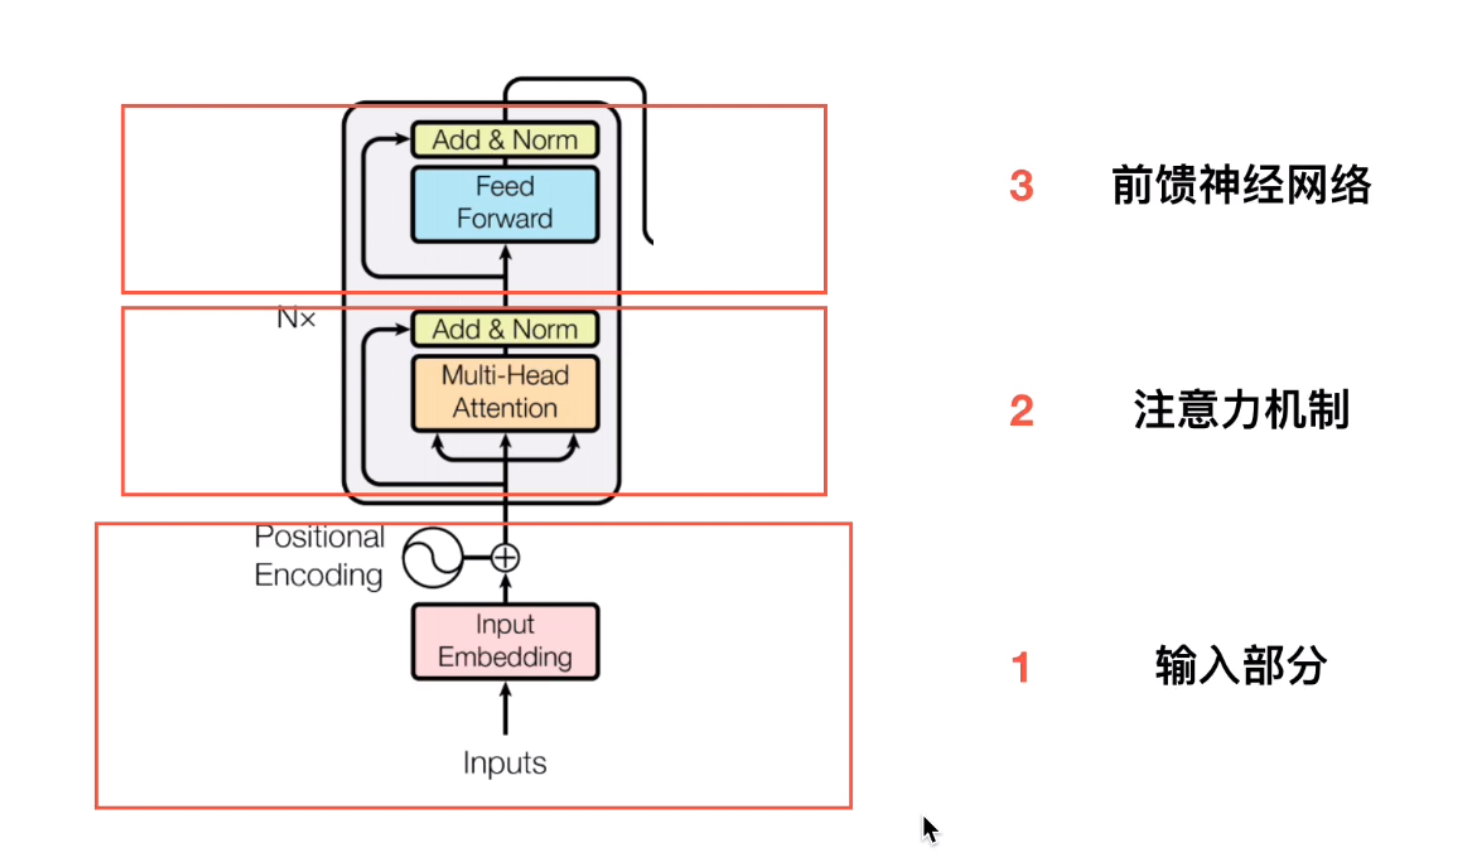 Add & Norm
Feed
Forward
3 前馈神经网络
N×
Add & Norm
Multi-Head
Attention
2 注意力机制
Positional
Encoding
Input
Embedding
1 输入部分
Inputs